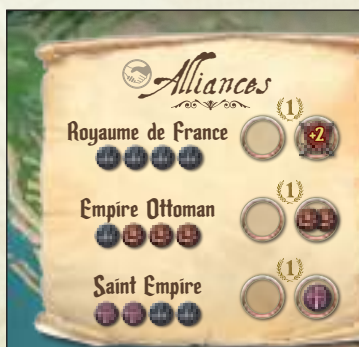 Alliances
1
Royaume de France
+2
1
Empire Ottoman
1
Saint Empire